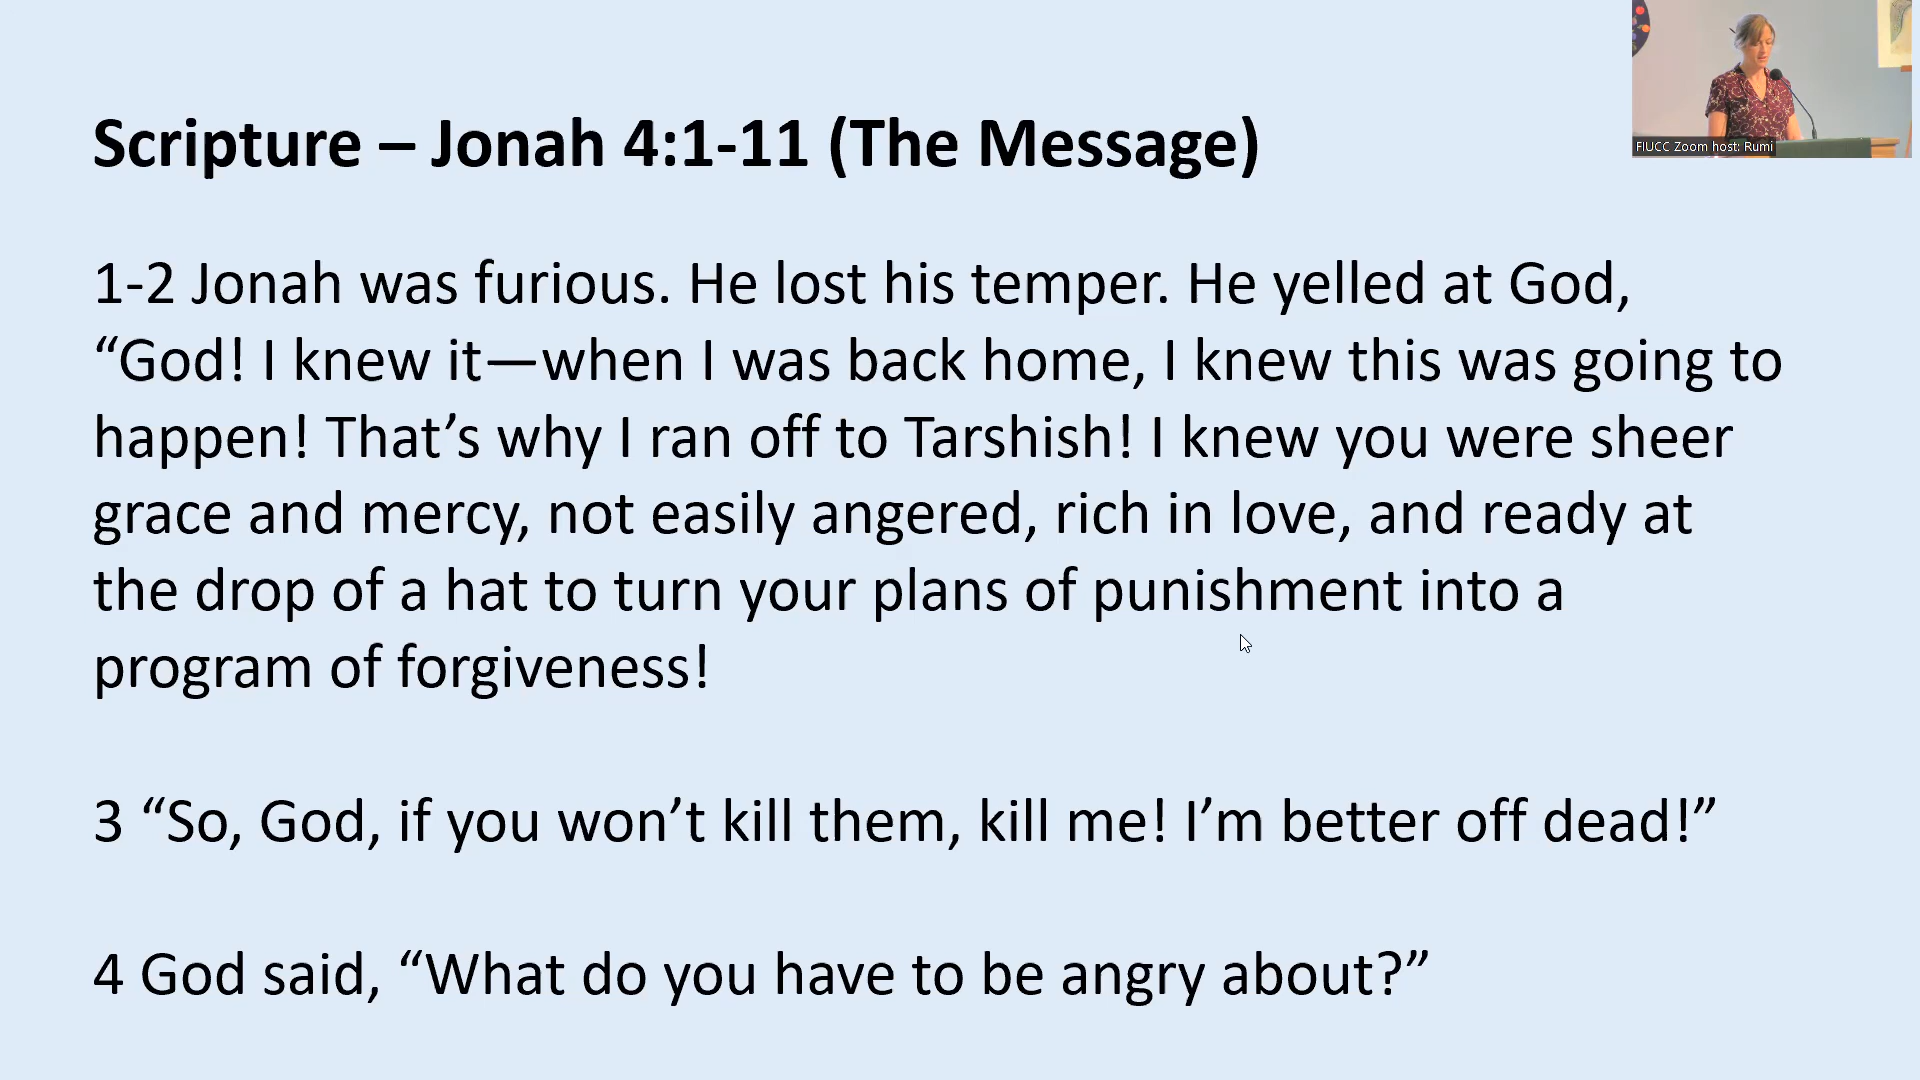 Scripture – Jonah 4:1-11 (The Message)
FIUCC Zoom host: Rumi
1-2 Jonah was furious. He lost his temper. He yelled at God,
“God! I knew it—when I was back home, I knew this was going to
happen! That’s why I ran off to Tarshish! I knew you were sheer
grace and mercy, not easily angered, rich in love, and ready at
the drop of a hat to turn your plans of punishment into a
program of forgiveness!
3 “So, God, if you won’t kill them, kill me! I’m better off dead!”
4 God said, “What do you have to be angry about?”